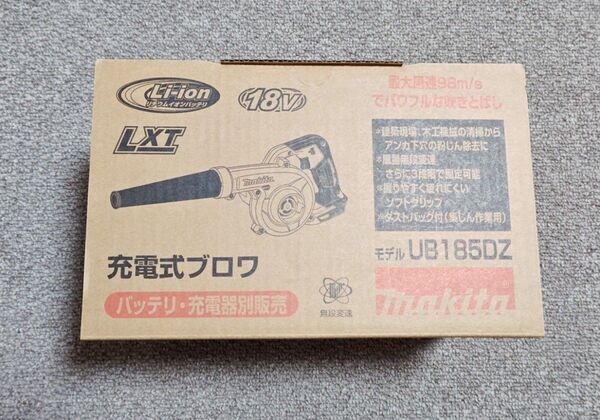 Li-ion
リチウムイオンバッテリ
18V
LXT
makita
充電式ブロワ
バッテリ・充電器別販売
無段変速
最大風速98m/s
でパワフルな吹きとばし
●建築現場、木工機械の清掃から
アンカ下穴の粉じん除去に
●風量無段変速
さらに3段階で設定可能
●握りやすく疲れにくい
ソフトグリップ
●ダストバッグ付(集じん作業用)
モデル UB185DZ
makita